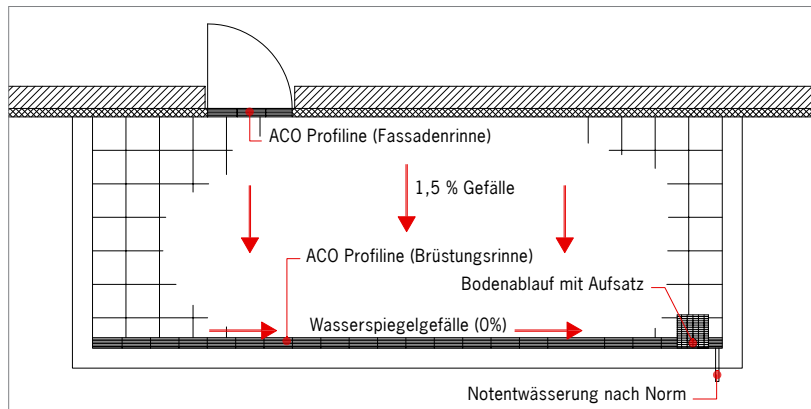 ACO Profiline (Fassadenrinne)
1,5 % Gefälle
ACO Profiline (Brüstungsrinne)
Bodenablauf mit Aufsatz
Wasserspiegelgefälle (0%)
Notentwässerung nach Norm